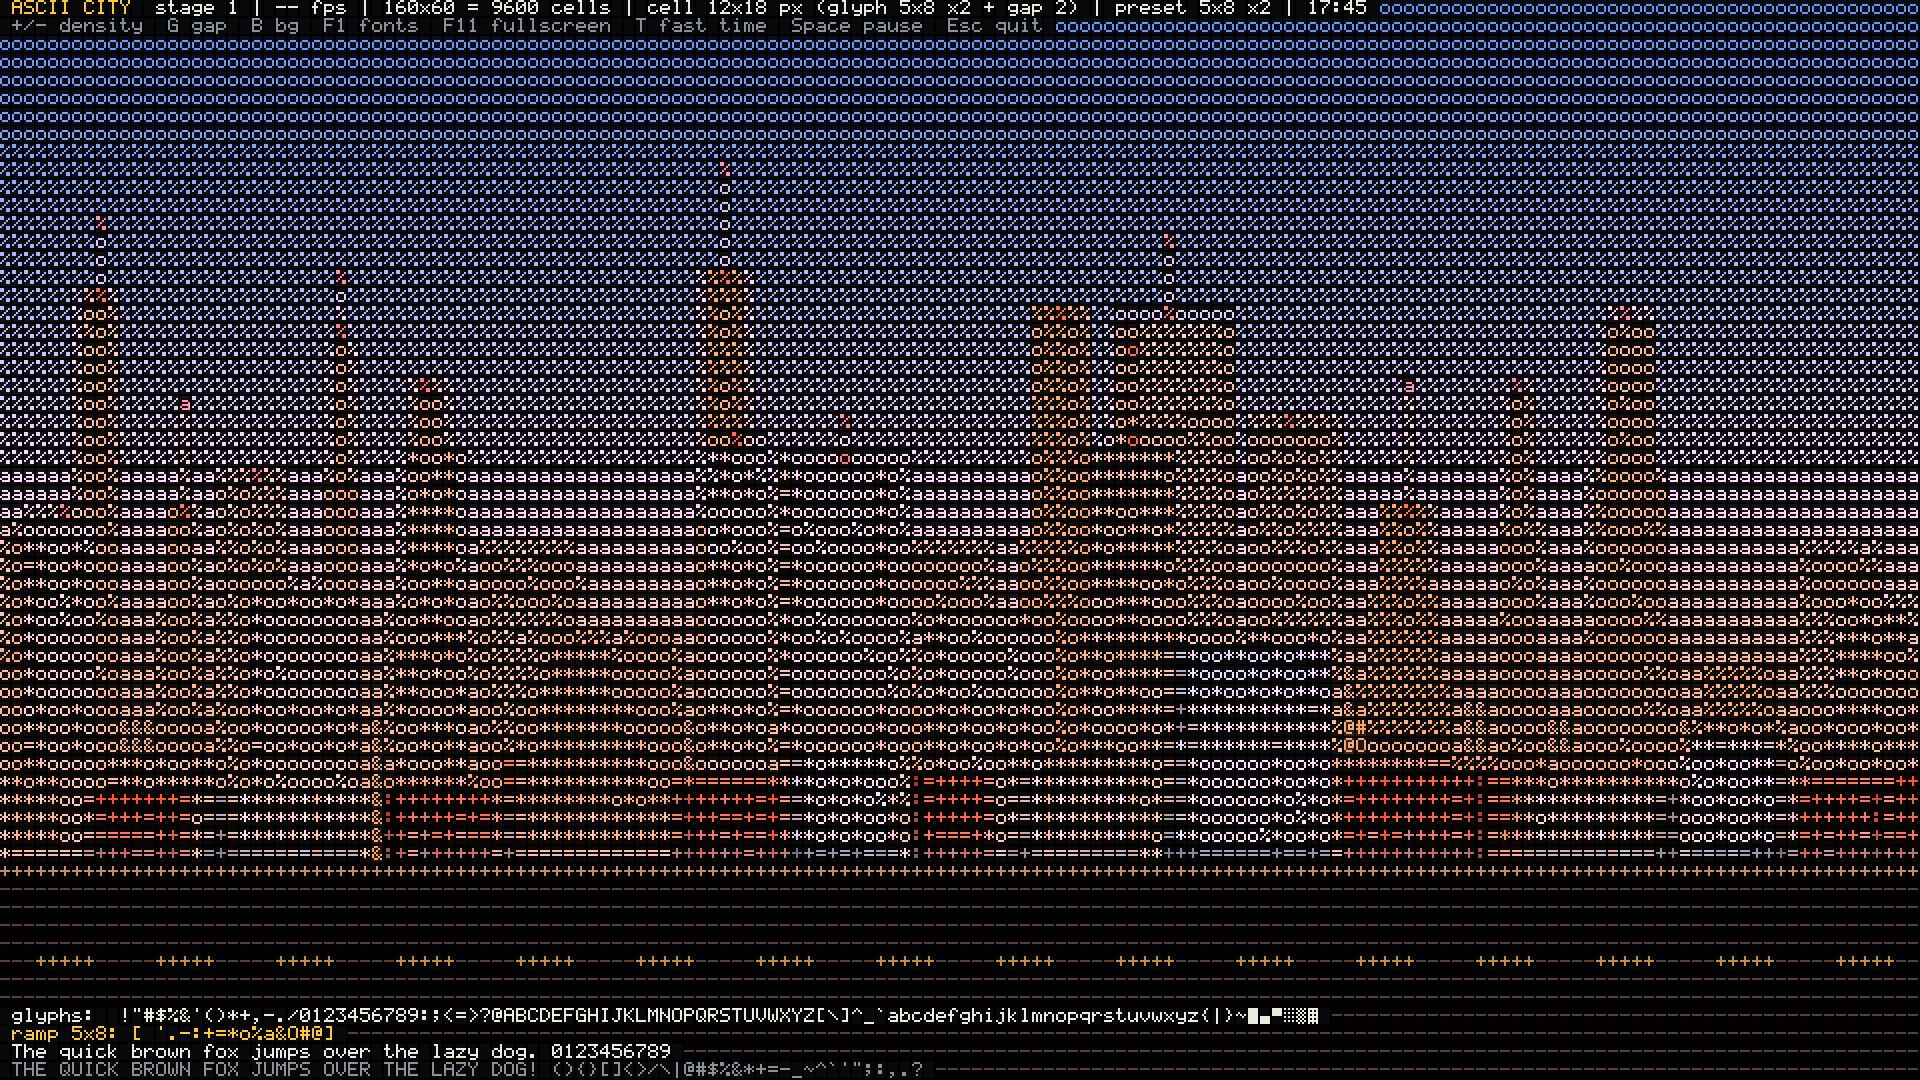 ASCII CITY  stage 1 | -- fps | 160x60 = 9600 cells | cell 12x18 px (glyph 5x8 x2 + gap 2) | preset 5x8 x2 | 17:45
+/- density  G gap  B bg  F1 fonts  F11 fullscreen  T fast time  Space pause  Esc quit
glyphs:  !"#$%&'()*+,-./0123456789:;<=>?@ABCDEFGHIJKLMNOPQRSTUVWXYZ[\]^_`abcdefghijklmnopqrstuvwxyz{|}~
ramp 5x8: [ '.-:+=*o%a&O#@]
The quick brown fox jumps over the lazy dog. 0123456789
THE QUICK BROWN FOX JUMPS OVER THE LAZY DOG! (){}[]<>/\|@#$%&*+=-_~^`'";:,.?